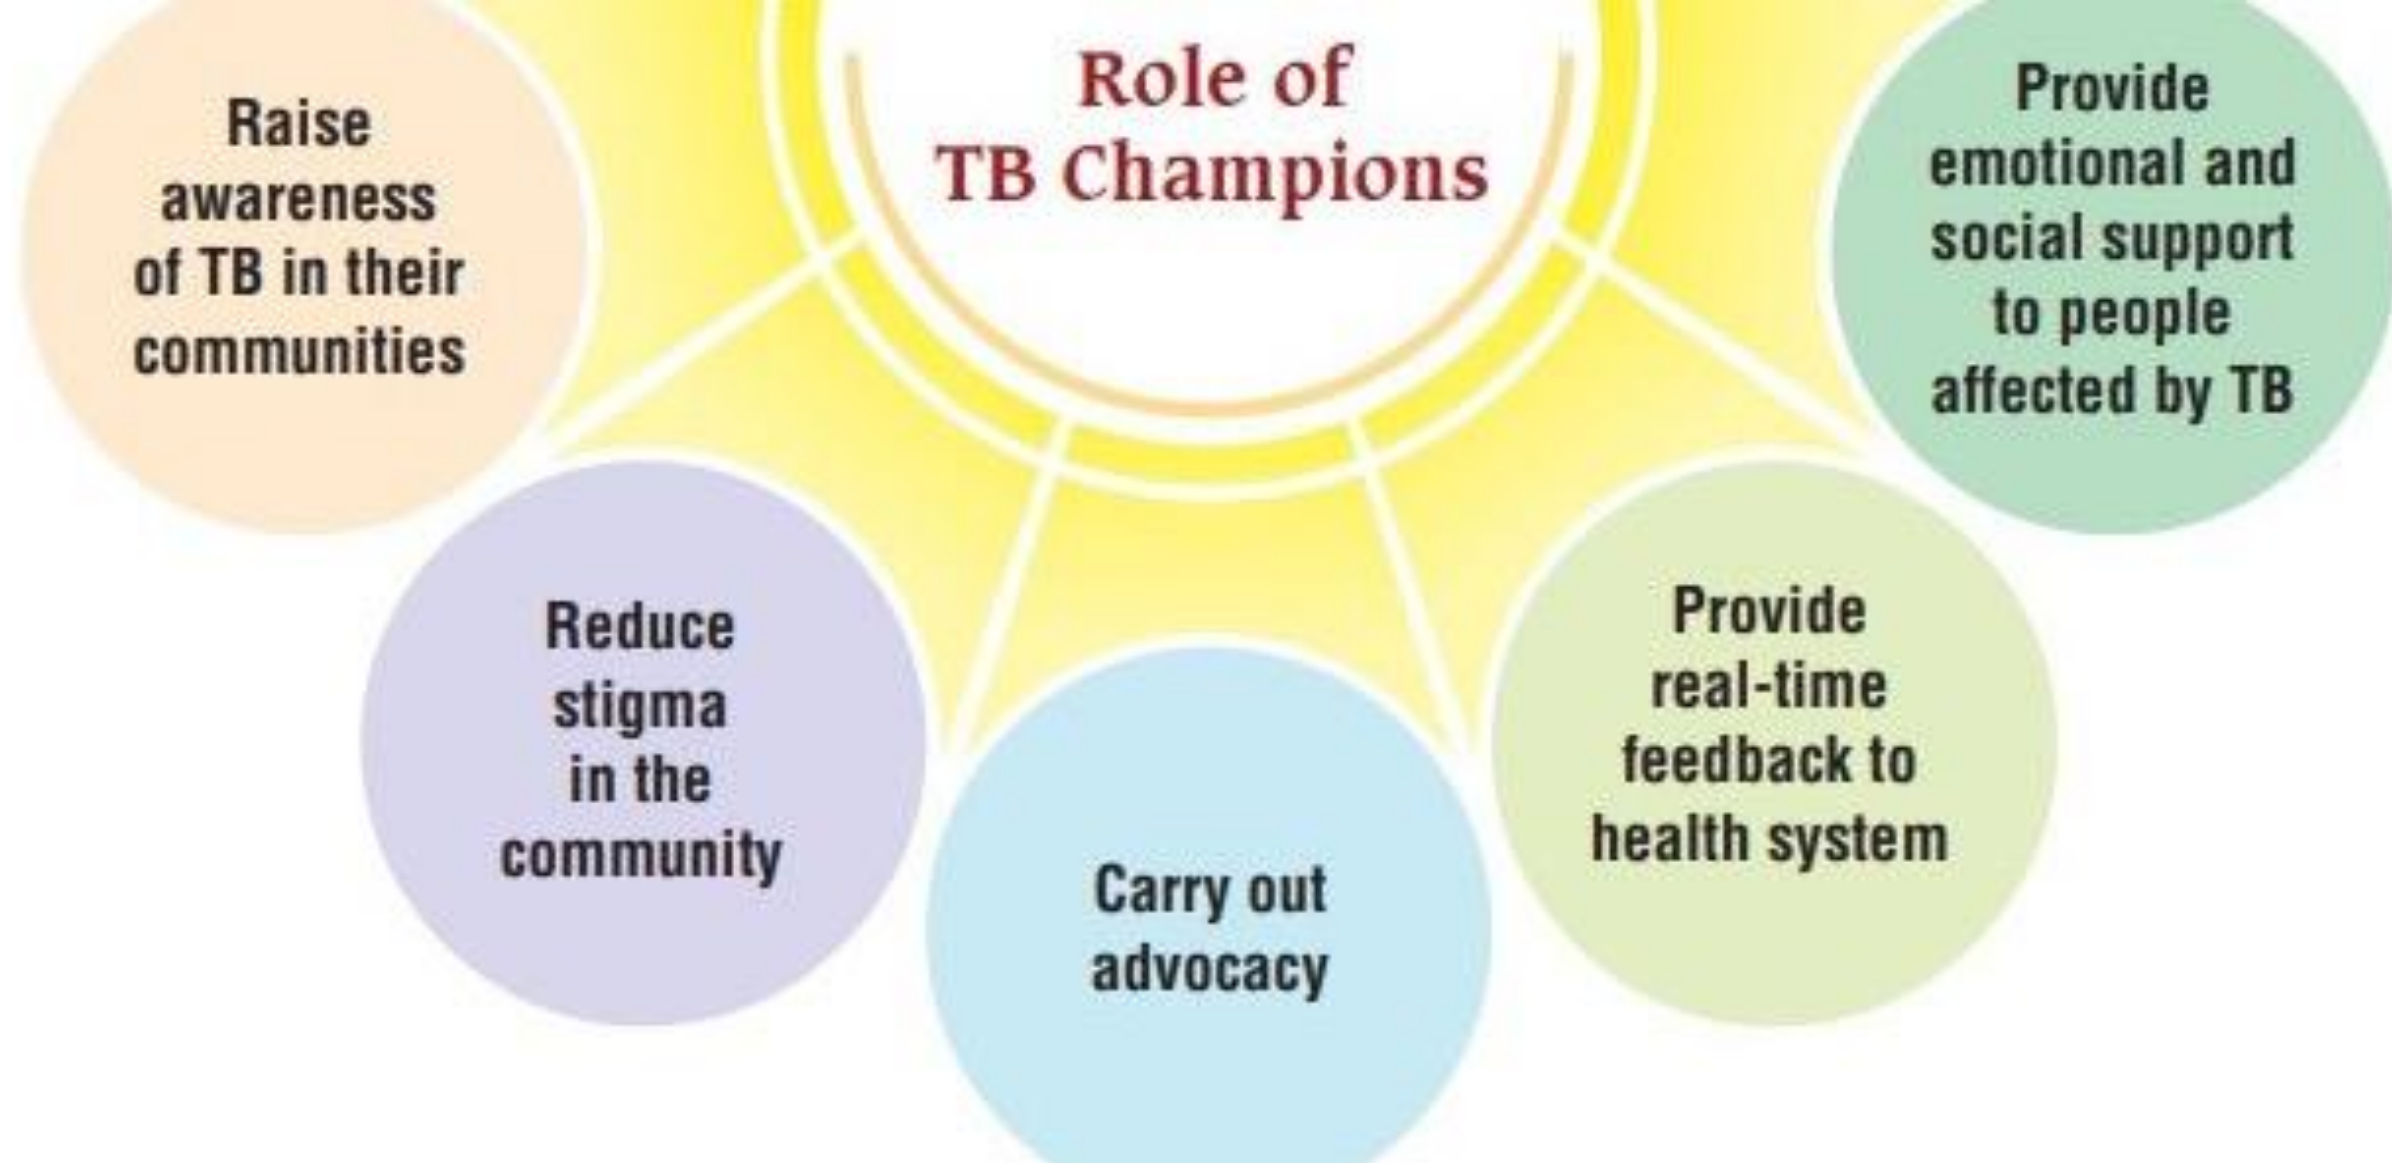 Role of
TB Champions
Raise
awareness
of TB in their
communities
Reduce
stigma
in the
community
Carry out
advocacy
Provide
real-time
feedback to
health system
Provide
emotional and
social support
to people
affected by TB